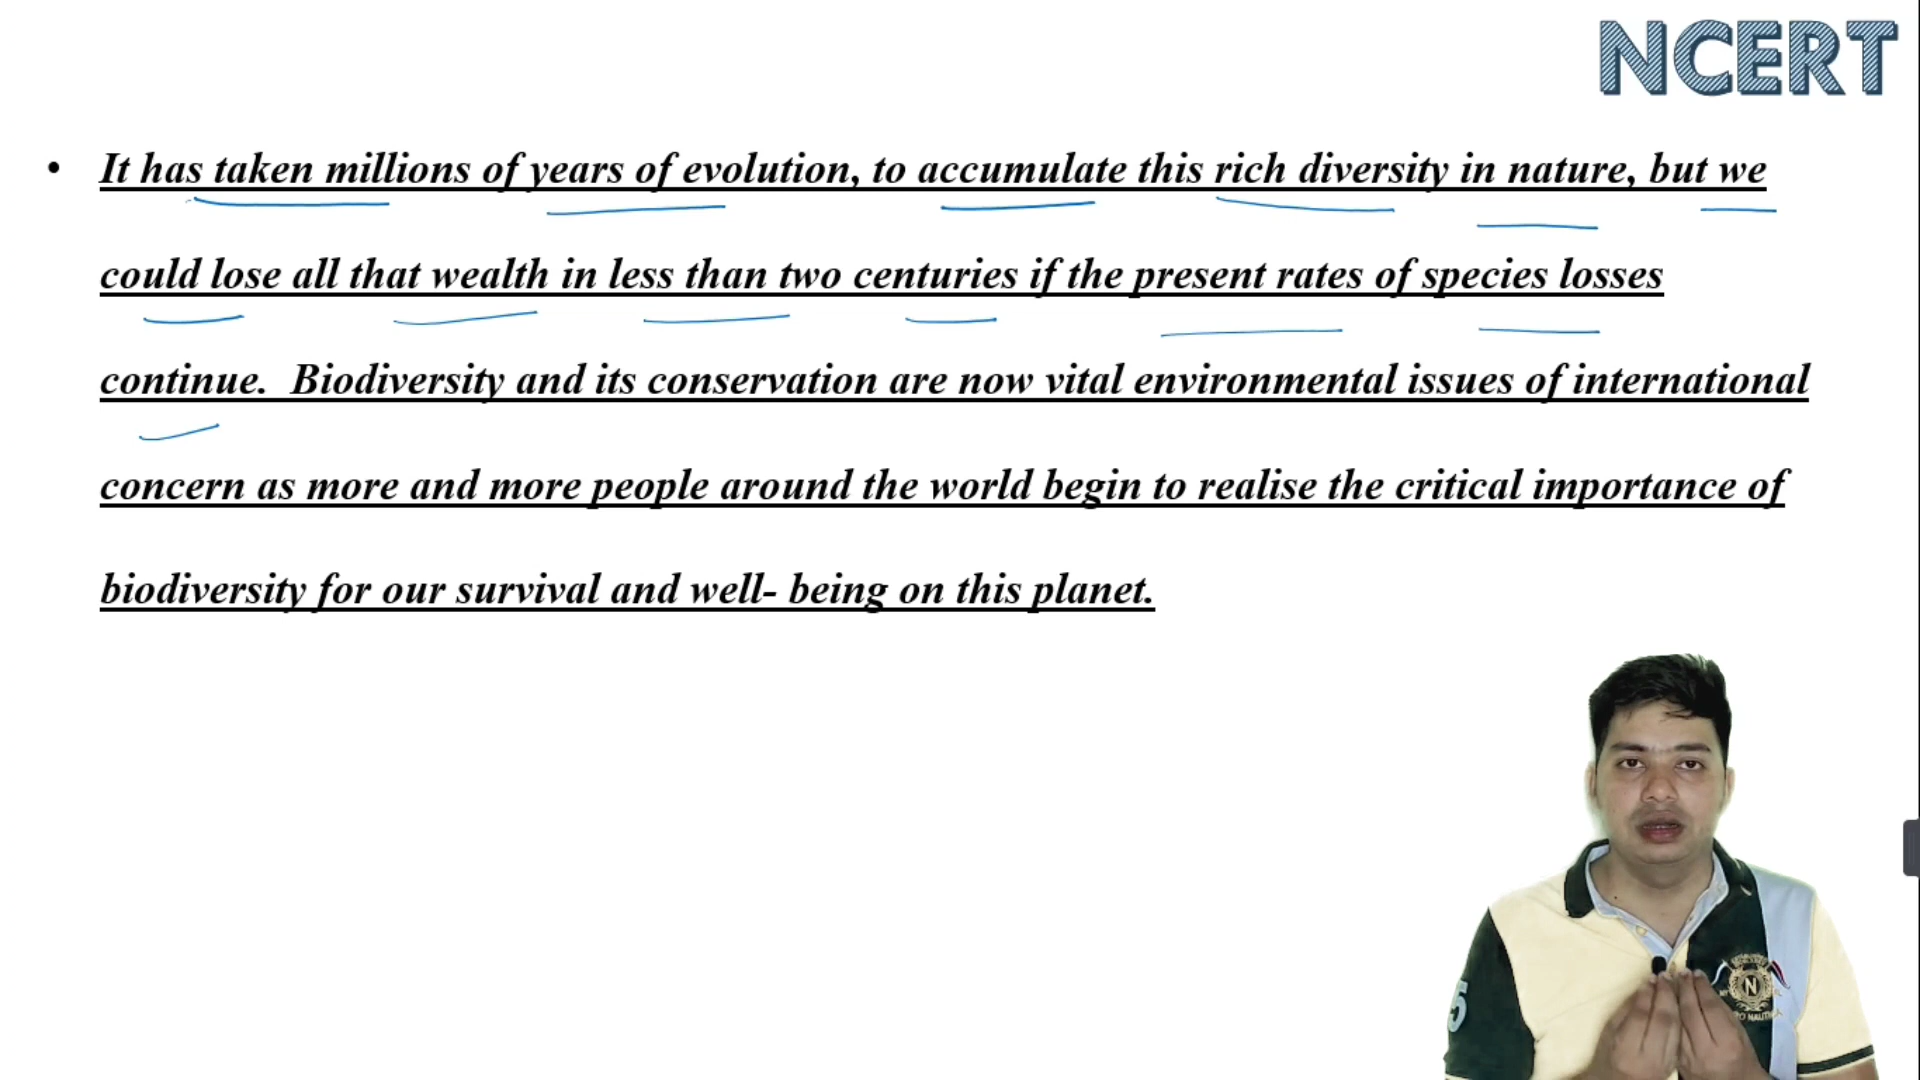 NCERT
• It has taken millions of years of evolution, to accumulate this rich diversity in nature, but we
could lose all that wealth in less than two centuries if the present rates of species losses
continue. Biodiversity and its conservation are now vital environmental issues of international
concern as more and more people around the world begin to realise the critical importance of
biodiversity for our survival and well- being on this planet.
5
N